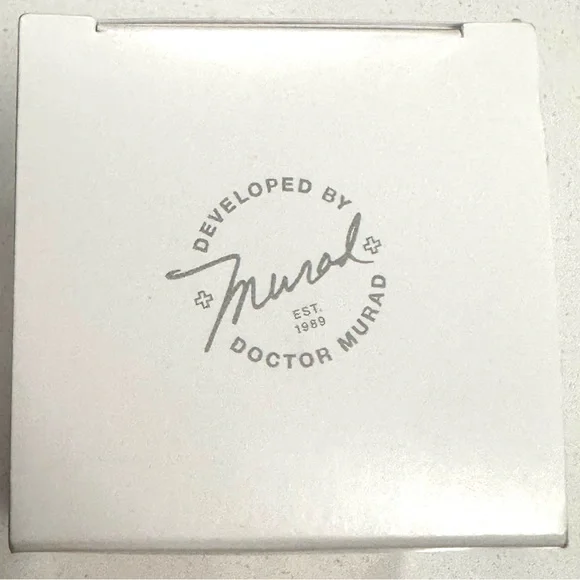 DEVELOPED BY
Murad
EST.
1989
DOCTOR MURAD